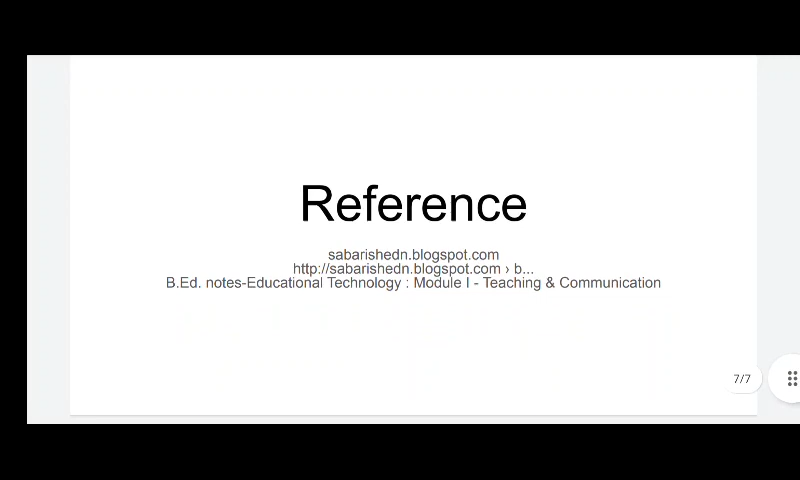 Reference
sabarishedn.blogspot.com
http://sabarishedn.blogspot.com › b...
B.Ed. notes-Educational Technology : Module I - Teaching & Communication
7/7